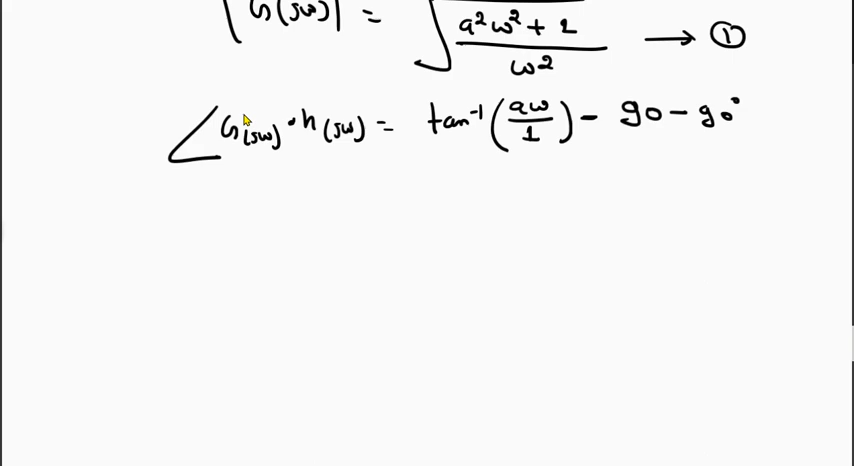 |G(jω)| = √ a²ω² + 1 / ω² → ①
∠G(jω) · h(jω) = tan⁻¹(aω/1) - 90 - 90°